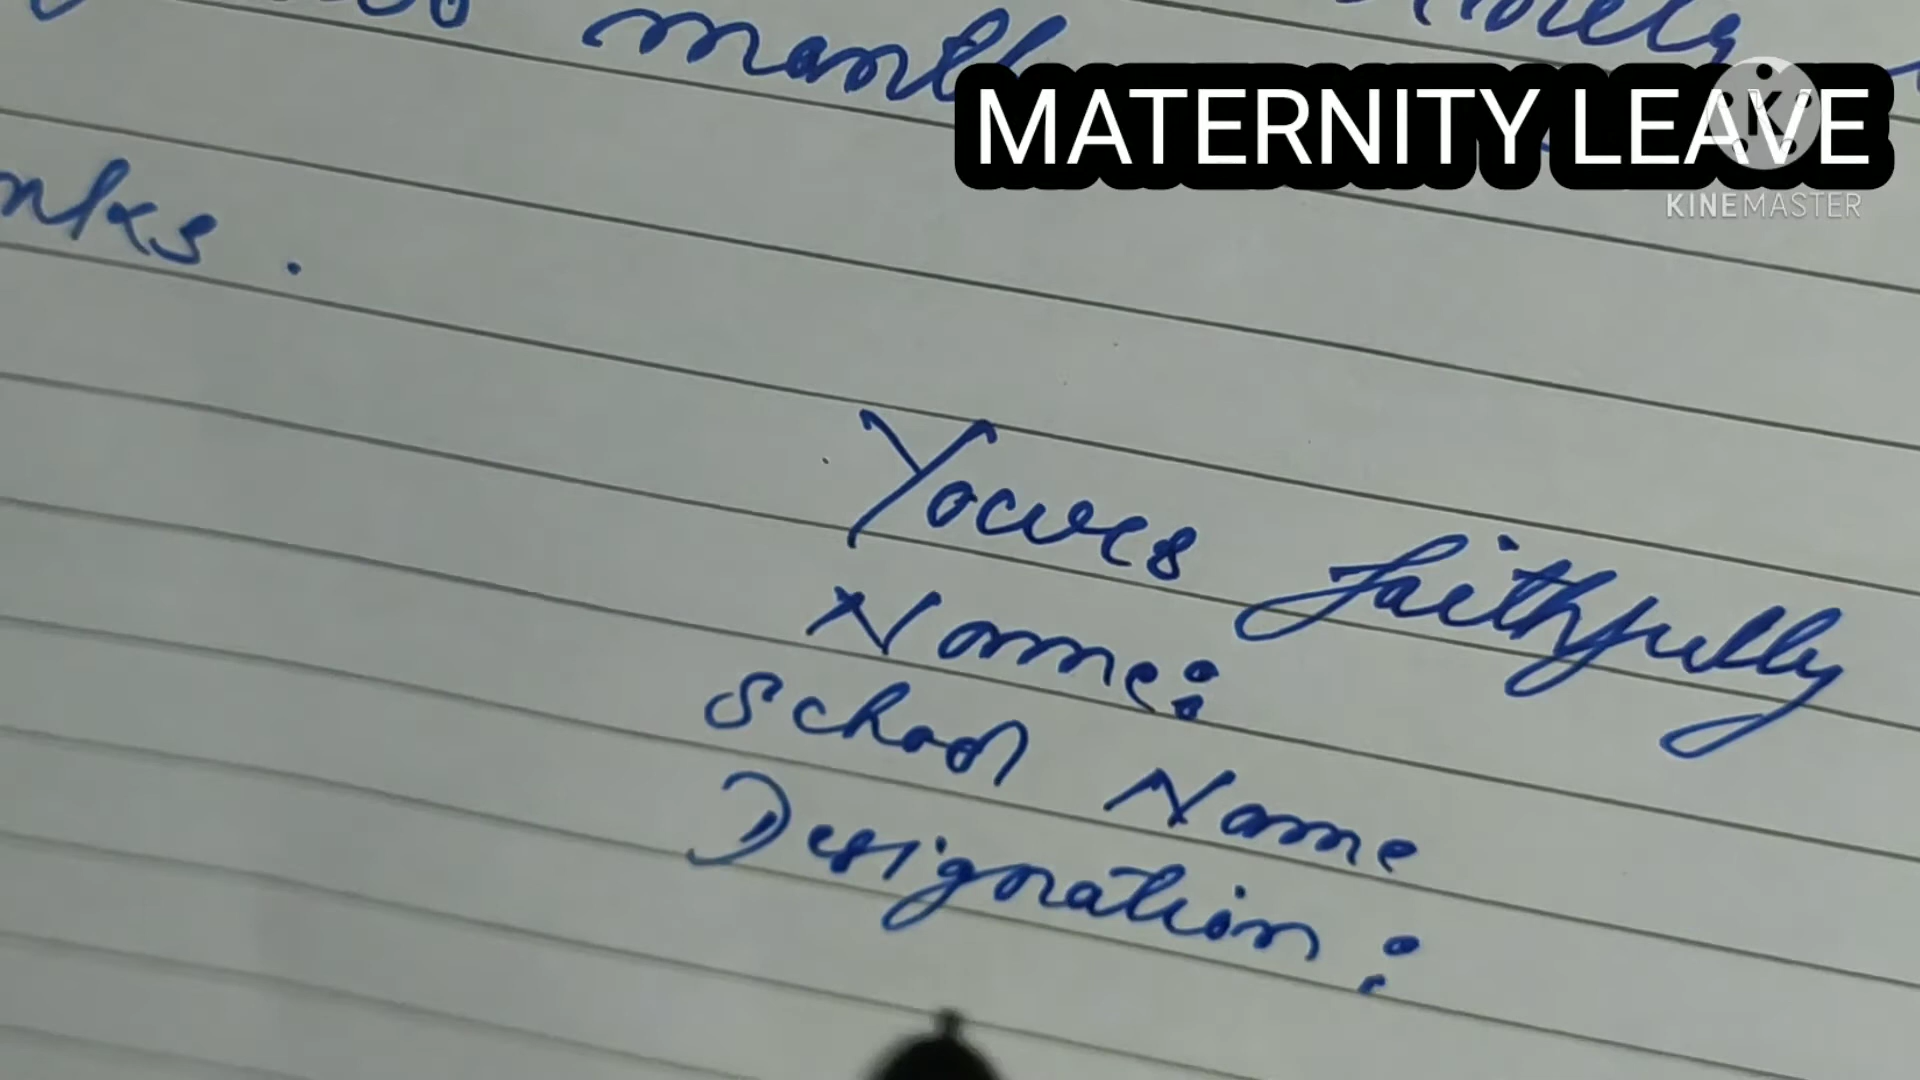 MATERNITY LEAVE
KINEMASTER
Yours faithfully
Name:
School Name
Designation: